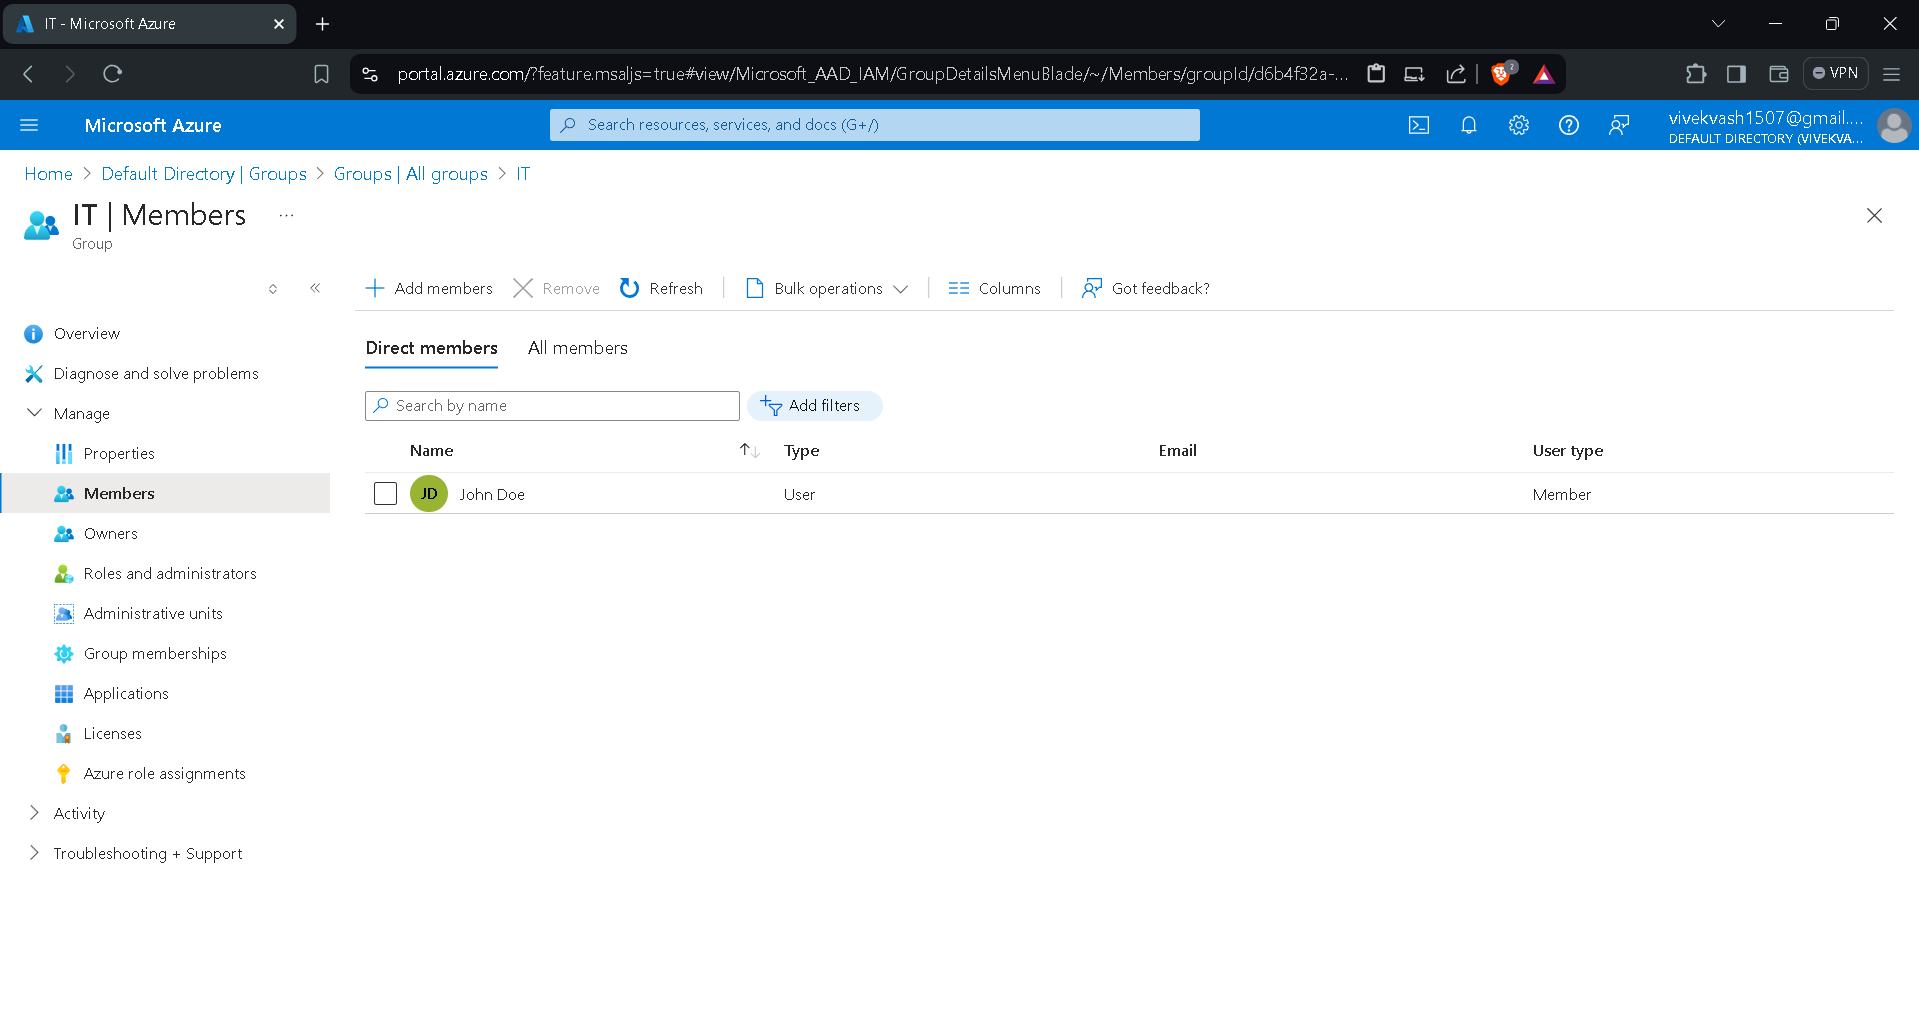 IT - Microsoft Azure
portal.azure.com/?feature.msaljs=true#view/Microsoft_AAD_IAM/GroupDetailsMenuBlade/~/Members/groupId/d6b4f32a-...
2
VPN
Microsoft Azure
Search resources, services, and docs (G+/)
vivekvash1507@gmail....
DEFAULT DIRECTORY (VIVEKVA...
Home > Default Directory | Groups > Groups | All groups > IT
IT | Members ...
Group
Add members
Remove
Refresh
Bulk operations
Columns
Got feedback?
Overview
Diagnose and solve problems
Manage
Properties
Members
Owners
Roles and administrators
Administrative units
Group memberships
Applications
Licenses
Azure role assignments
Activity
Troubleshooting + Support
Direct members
All members
Search by name
Add filters
Name Type Email User type
JD John Doe User Member